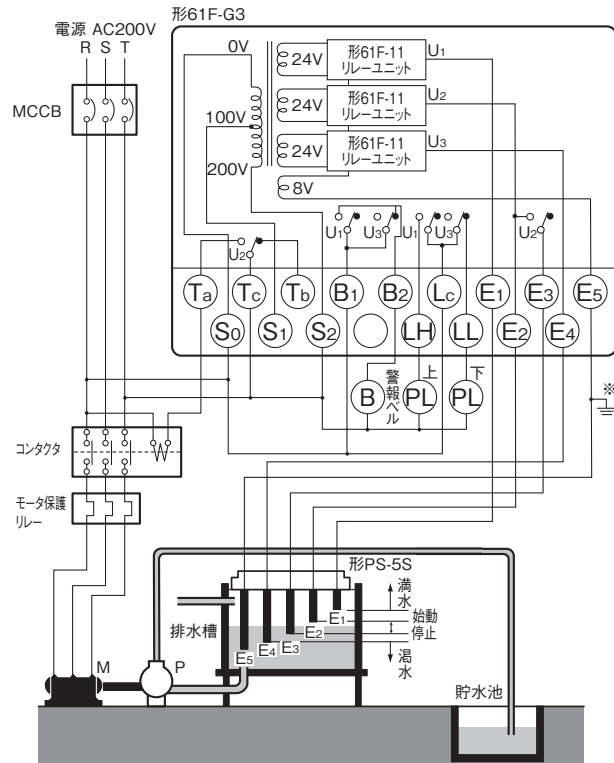 形61F-G3
電源 AC200V
R S T
MCCB
0V
100V
200V
24V
形61F-11
リレーユニット
U1
24V
形61F-11
リレーユニット
U2
24V
形61F-11
リレーユニット
U3
8V
U2
U1
U3
U1
U3
U2
Ta
Tc
Tb
B1
B2
Lc
E1
E3
E5
S0
S1
S2
LH
LL
E2
E4
B
警報ベル
PL
上
PL
下
※
コンタクタ
モータ保護
リレー
形PS-5S
満水
始動
停止
渇水
排水槽
E1
E2
E3
E4
E5
M
P
貯水池